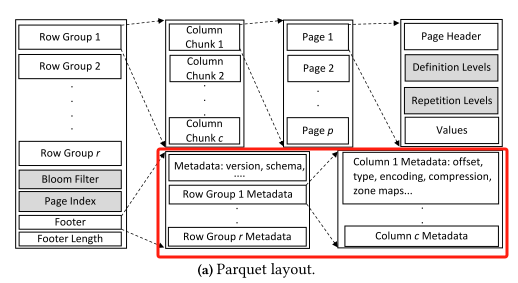 Row Group 1
Row Group 2
.
.
.
.
Row Group r
Bloom Filter
Page Index
Footer
Footer Length
Column
Chunk 1
Column
Chunk 2
.
.
Column
Chunk c
Page 1
Page 2
.
.
Page p
Page Header
Definition Levels
Repetition Levels
Values
Metadata: version, schema,
....
Row Group 1 Metadata
.
.
Row Group r Metadata
Column 1 Metadata: offset,
type, encoding, compression,
zone maps...
.
.
Column c Metadata
(a) Parquet layout.